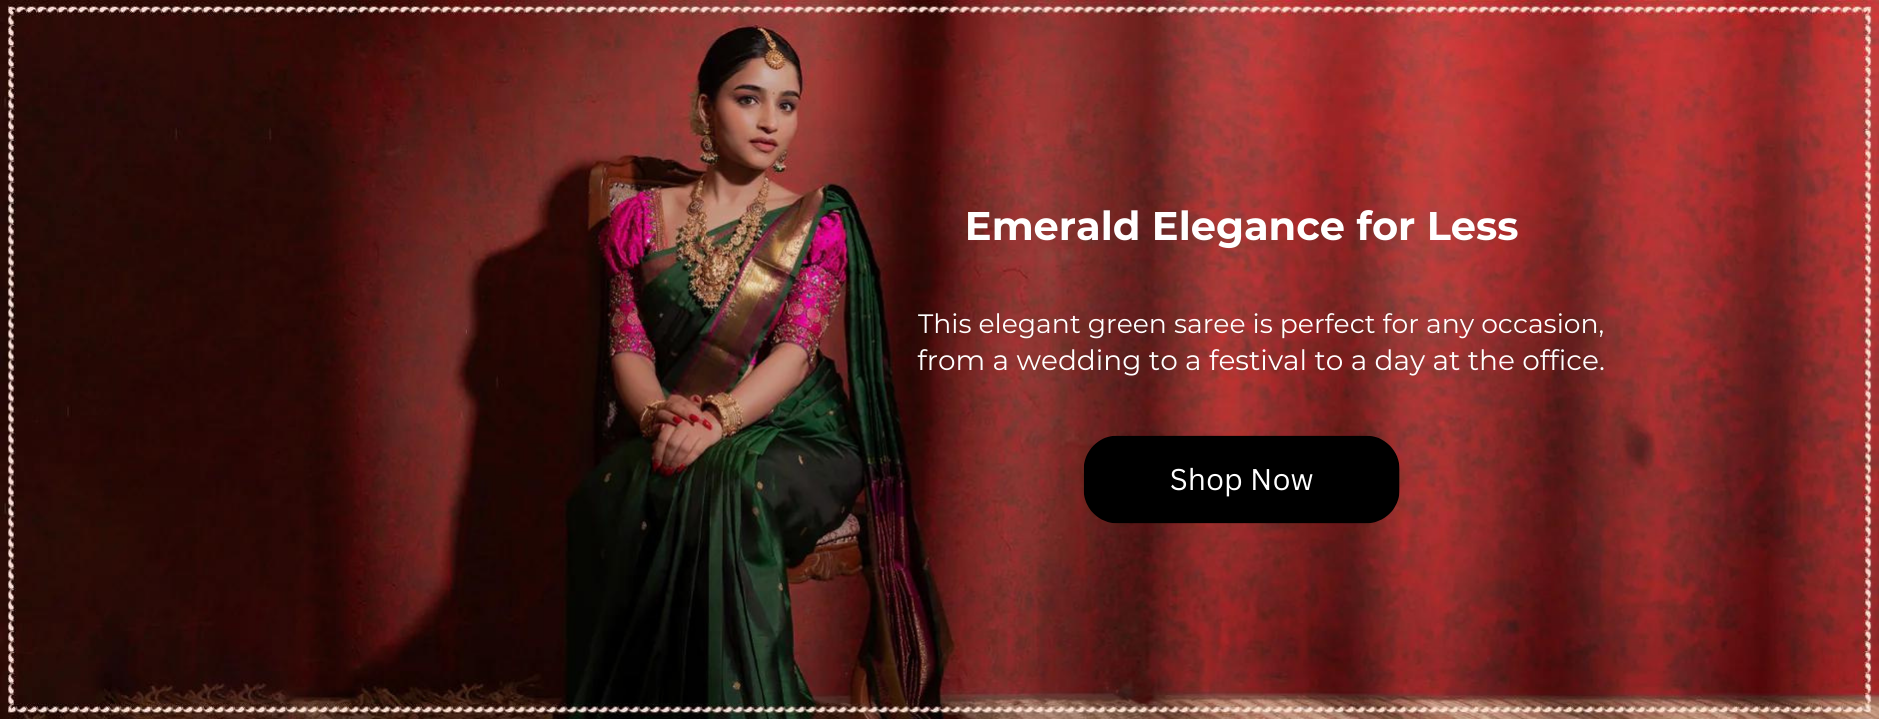 Emerald Elegance for Less
This elegant green saree is perfect for any occasion,
from a wedding to a festival to a day at the office.
Shop Now